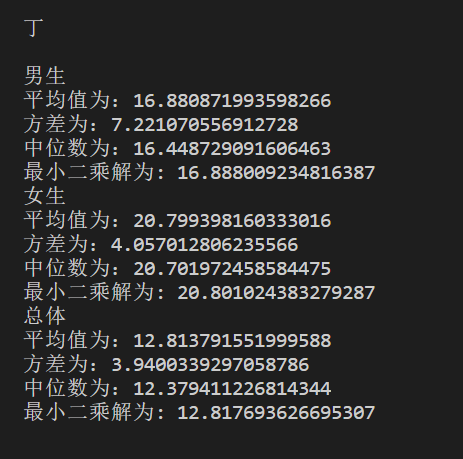 丁
男生
平均值为：16.880871993598266
方差为：7.221070556912728
中位数为：16.448729091606463
最小二乘解为: 16.888009234816387
女生
平均值为：20.799398160333016
方差为：4.057012806235566
中位数为：20.701972458584475
最小二乘解为: 20.801024383279287
总体
平均值为：12.813791551999588
方差为：3.9400339297058786
中位数为：12.379411226814344
最小二乘解为: 12.817693626695307